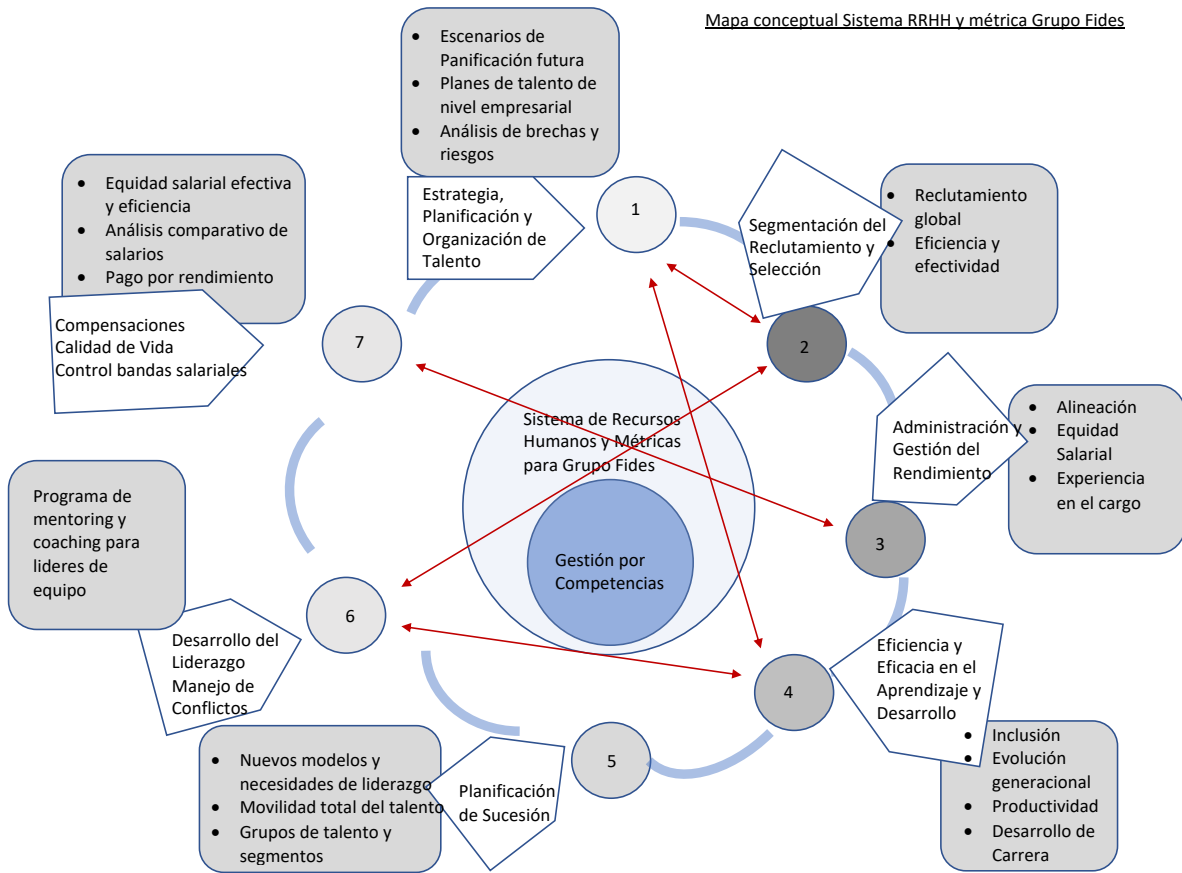 Mapa conceptual Sistema RRHH y métrica Grupo Fides
• Escenarios de
Panificación futura
• Planes de talento de
nivel empresarial
• Análisis de brechas y
riesgos
Estrategia,
Planificación y
Organización de
Talento
1
Segmentación del
Reclutamiento y
Selección
• Reclutamiento
global
• Eficiencia y
efectividad
2
Administración y
Gestión del
Rendimiento
• Alineación
• Equidad
Salarial
• Experiencia
en el cargo
3
Eficiencia y
Eficacia en el
Aprendizaje y
Desarrollo
• Inclusión
• Evolución
generacional
• Productividad
• Desarrollo de
Carrera
4
Planificación
de Sucesión
• Nuevos modelos y
necesidades de liderazgo
• Movilidad total del talento
• Grupos de talento y
segmentos
5
Desarrollo del
Liderazgo
Manejo de
Conflictos
Programa de
mentoring y
coaching para
lideres de
equipo
6
Compensaciones
Calidad de Vida
Control bandas salariales
• Equidad salarial efectiva
y eficiencia
• Análisis comparativo de
salarios
• Pago por rendimiento
7
Sistema de Recursos
Humanos y Métricas
para Grupo Fides
Gestión por
Competencias